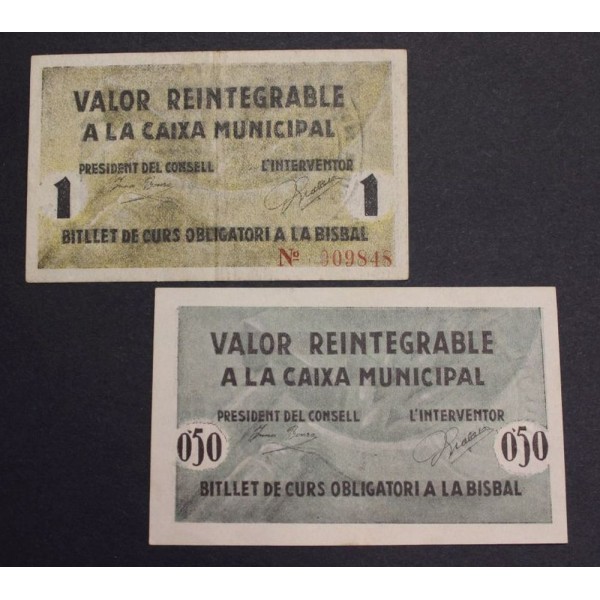 VALOR REINTEGRABLE
A LA CAIXA MUNICIPAL
PRESIDENT DEL CONSELL L'INTERVENTOR
1 1
BITLLET DE CURS OBLIGATORI A LA BISBAL
Nº 009848
VALOR REINTEGRABLE
A LA CAIXA MUNICIPAL
PRESIDENT DEL CONSELL L'INTERVENTOR
0'50 0'50
BITLLET DE CURS OBLIGATORI A LA BISBAL